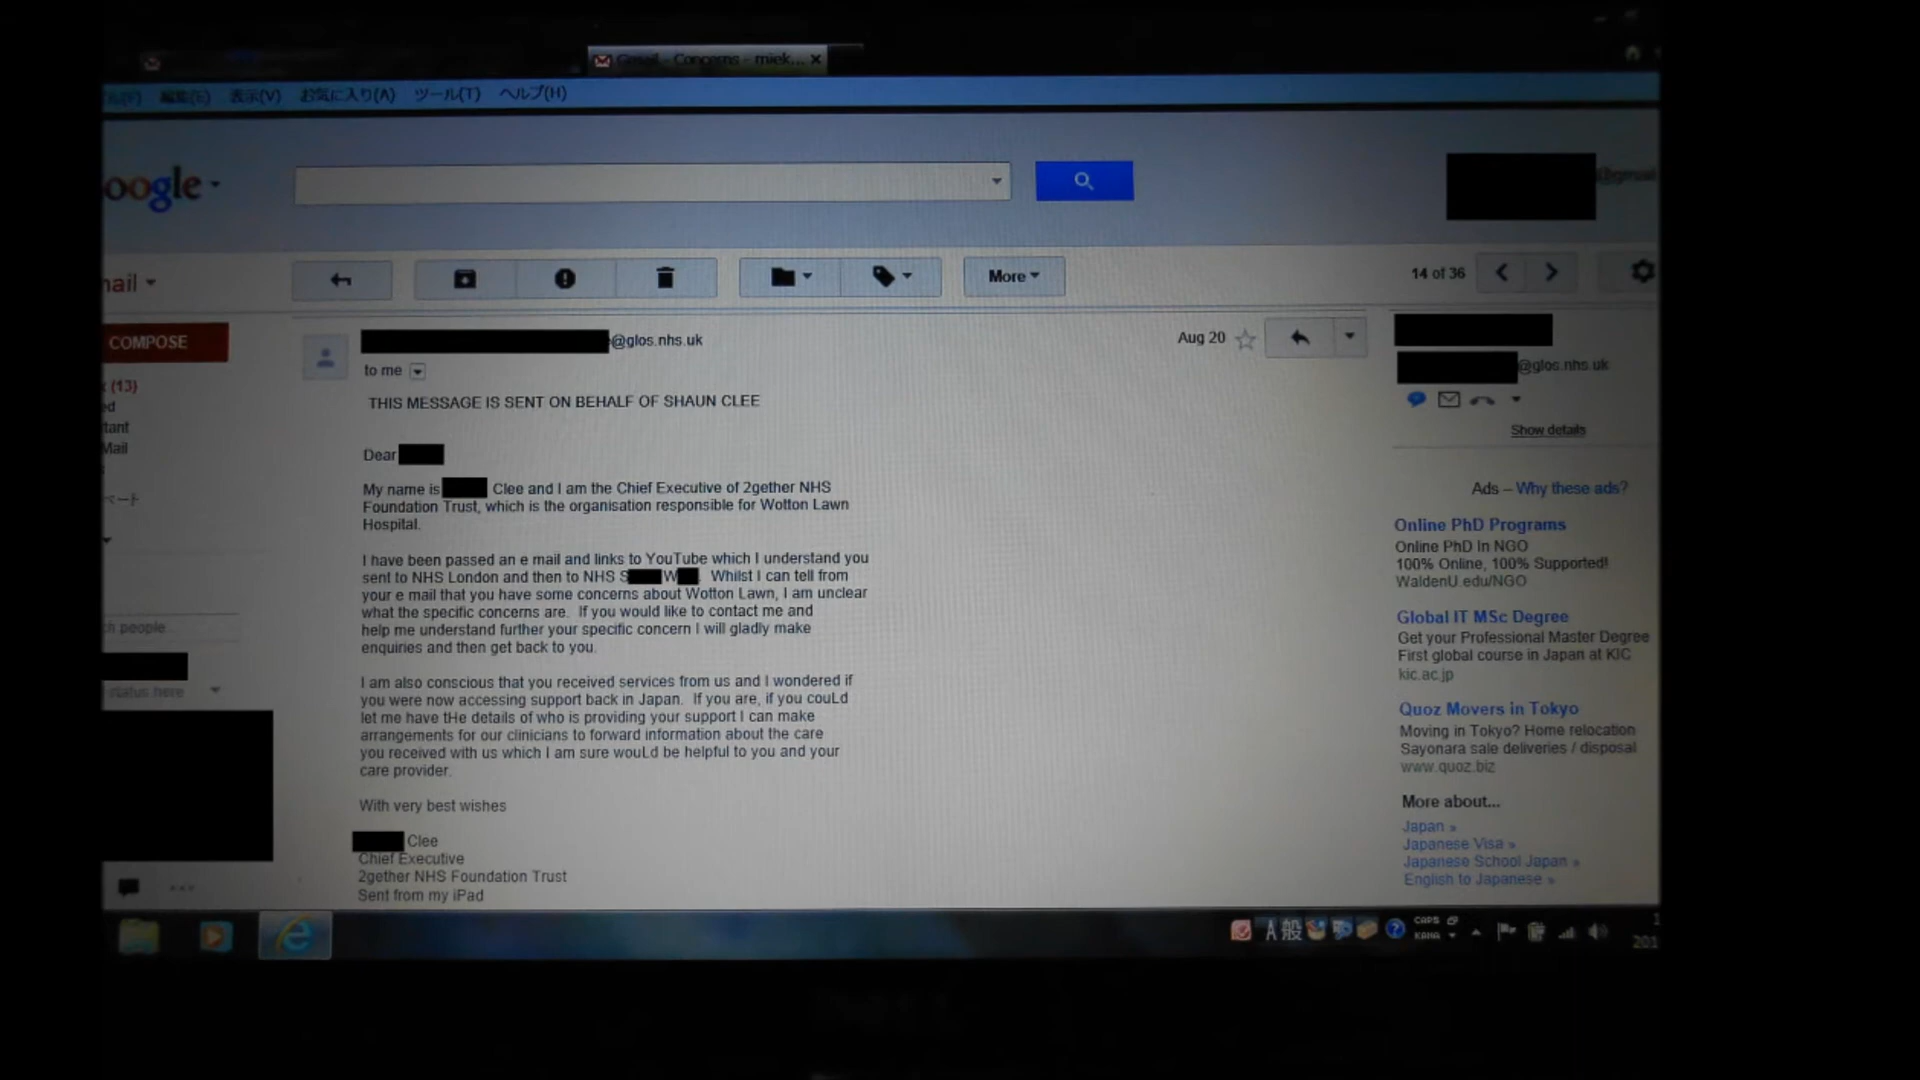 Gmail - Concerns - miek...
編集(E) 表示(V) お気に入り(A) ツール(T) ヘルプ(H)
oogle
@gmail
ail
More
14 of 36
COMPOSE
@glos.nhs.uk
Aug 20
to me
@glos.nhs.uk
(13)
ed
tant
Mail
THIS MESSAGE IS SENT ON BEHALF OF SHAUN CLEE
Show details
Dear
My name is Clee and I am the Chief Executive of 2gether NHS
Foundation Trust, which is the organisation responsible for Wotton Lawn
Hospital.
I have been passed an e mail and links to YouTube which I understand you
sent to NHS London and then to NHS S W . Whilst I can tell from
your e mail that you have some concerns about Wotton Lawn, I am unclear
what the specific concerns are. If you would like to contact me and
help me understand further your specific concern I will gladly make
enquiries and then get back to you.
I am also conscious that you received services from us and I wondered if
you were now accessing support back in Japan. If you are, if you couLd
let me have tHe details of who is providing your support I can make
arrangements for our clinicians to forward information about the care
you received with us which I am sure wouLd be helpful to you and your
care provider.
With very best wishes
Clee
Chief Executive
2gether NHS Foundation Trust
Sent from my iPad
ch people
status here
Ads – Why these ads?
Online PhD Programs
Online PhD In NGO
100% Online, 100% Supported!
WaldenU.edu/NGO
Global IT MSc Degree
Get your Professional Master Degree
First global course in Japan at KIC
kic.ac.jp
Quoz Movers in Tokyo
Moving in Tokyo? Home relocation
Sayonara sale deliveries / disposal
www.quoz.biz
More about...
Japan »
Japanese Visa »
Japanese School Japan »
English to Japanese »
A 般
CAPS
KANA
201